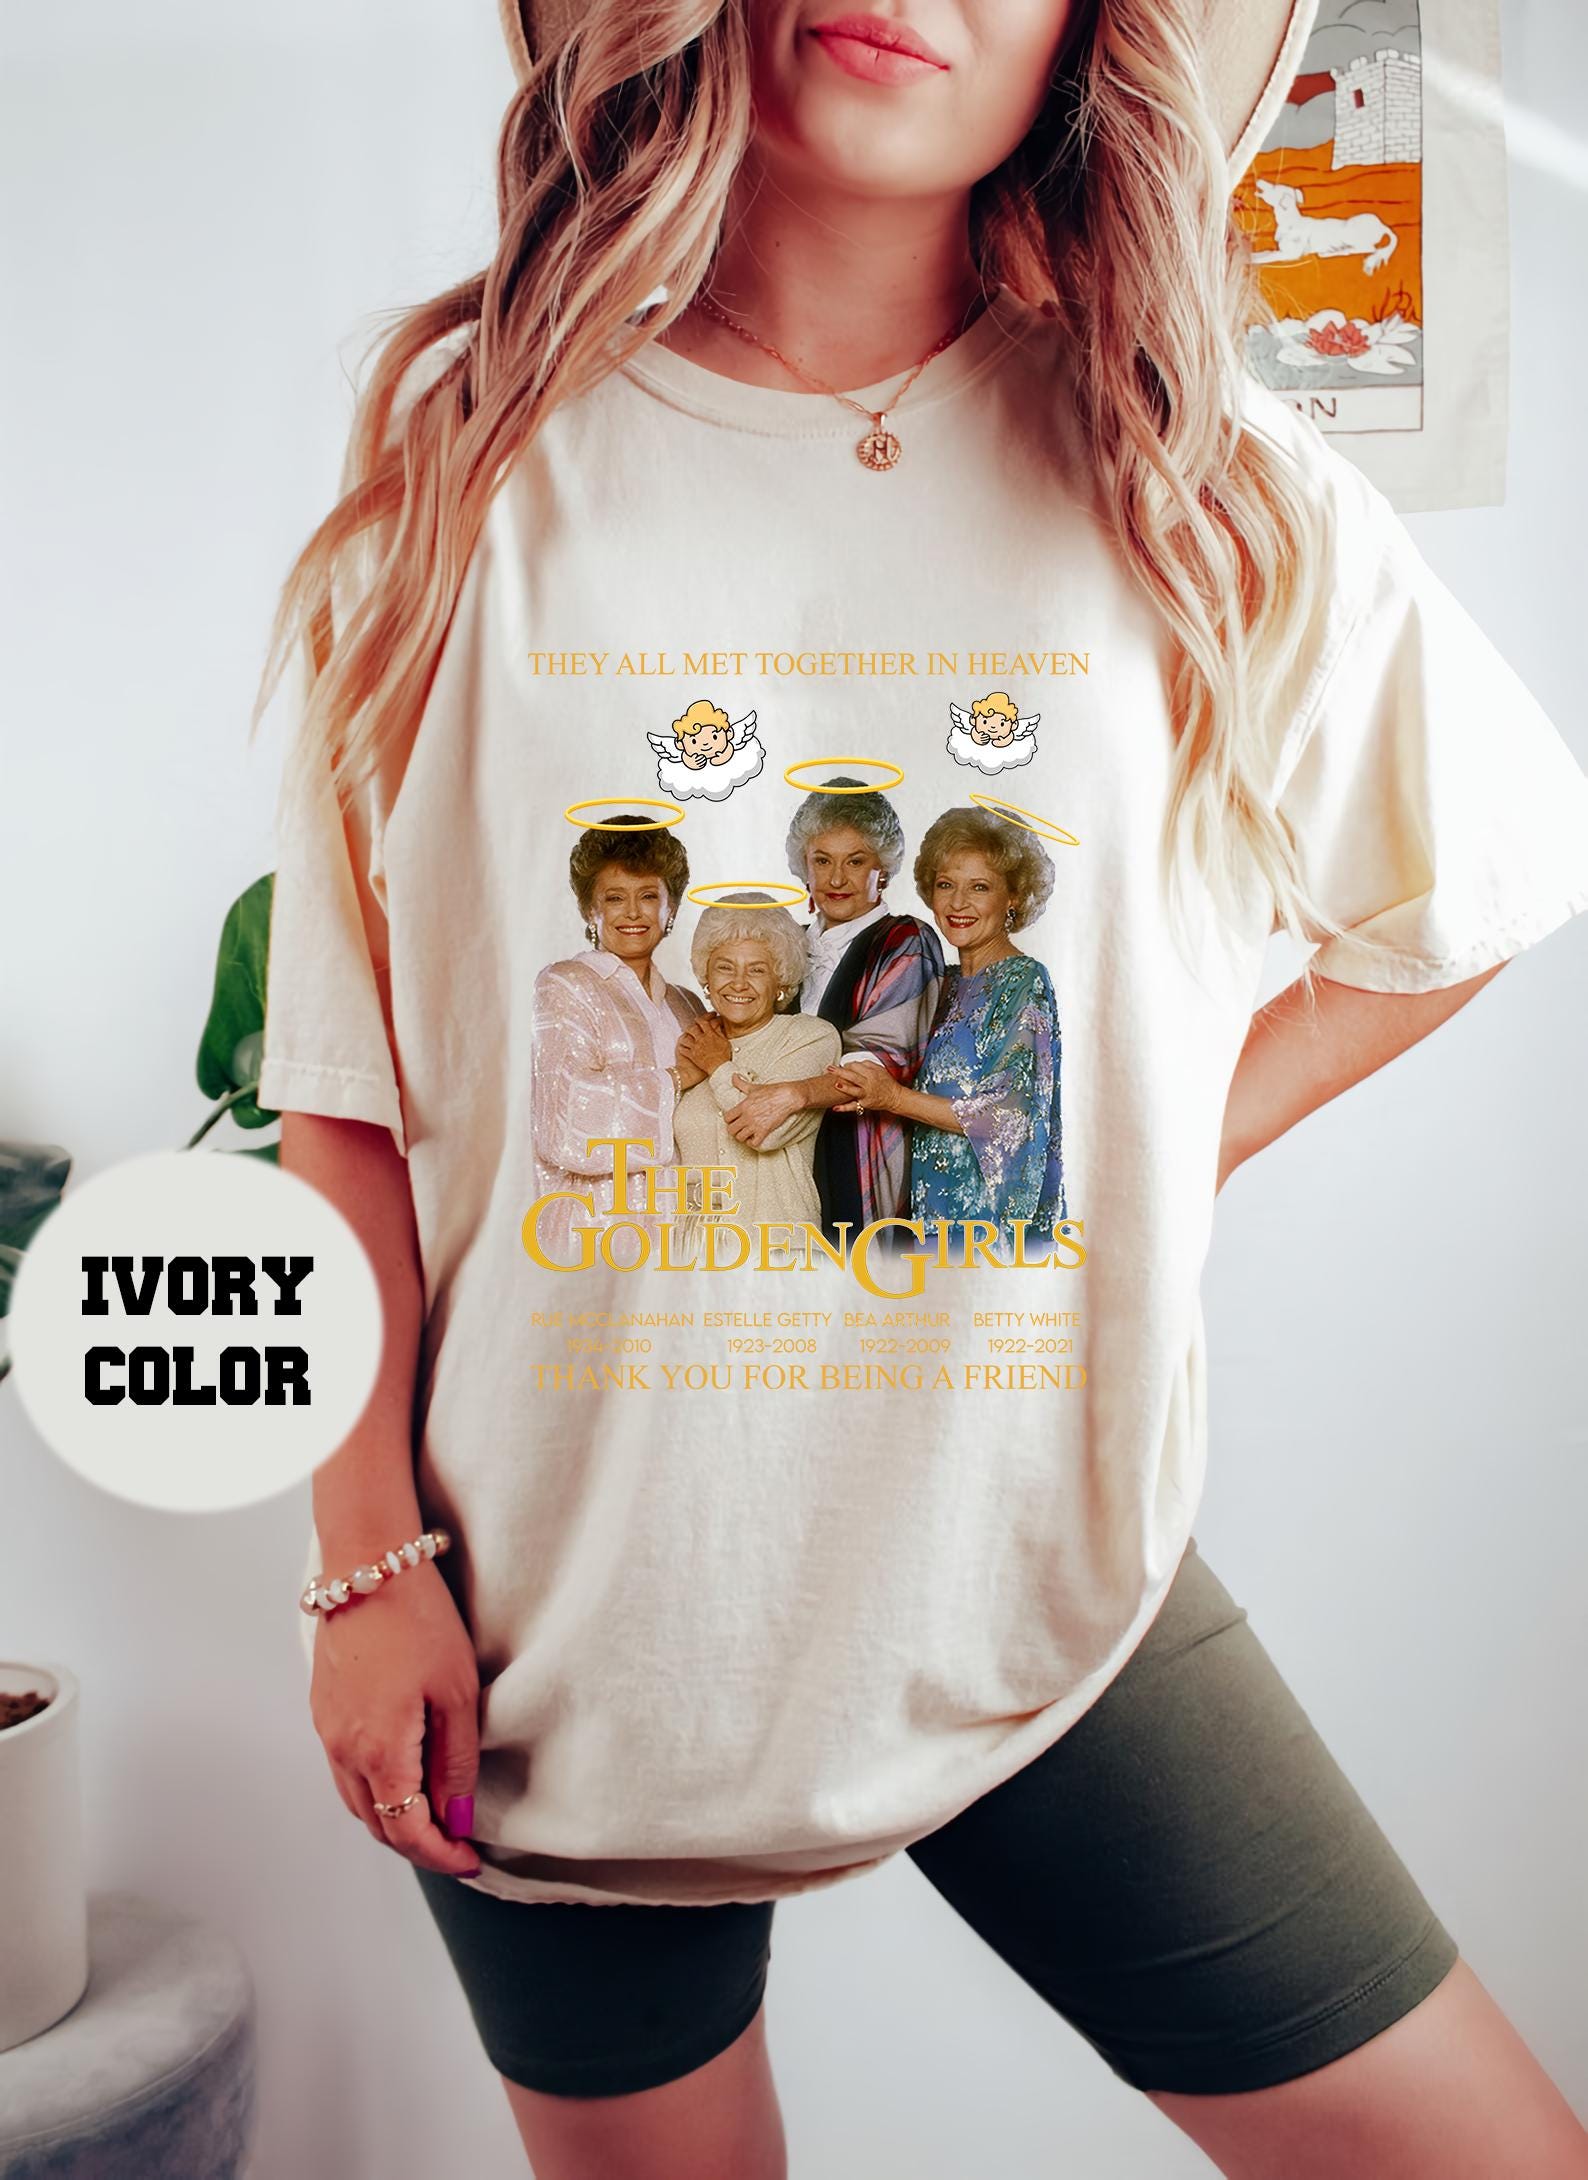 ON
THEY ALL MET TOGETHER IN HEAVEN
THE
GOLDEN GIRLS
RUE MCCLANAHAN ESTELLE GETTY BEA ARTHUR BETTY WHITE
1934-2010 1923-2008 1922-2009 1922-2021
THANK YOU FOR BEING A FRIEND
IVORY
COLOR